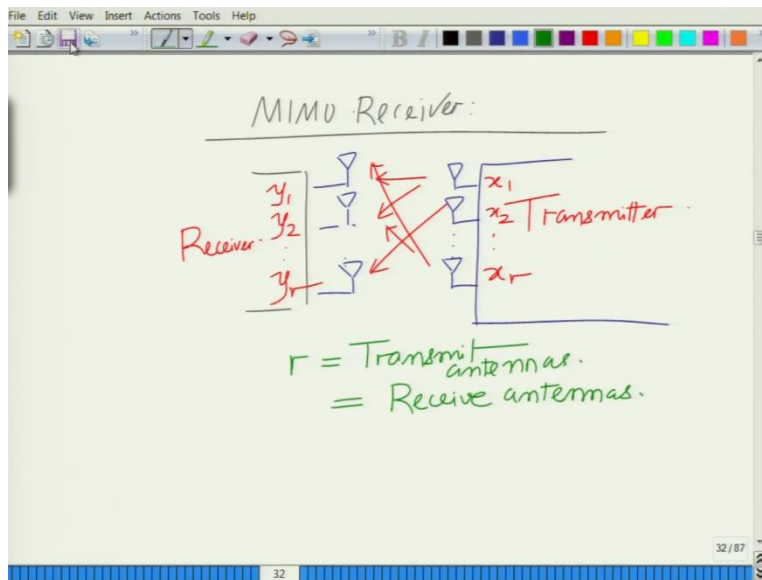 File Edit View Insert Actions Tools Help
B I
MIMO Receiver:
y1 x1
y2 x2 Transmitter
Receiver.
⋮ ⋮
yr xr
r = Transmit antennas.
= Receive antennas.
32/87
32